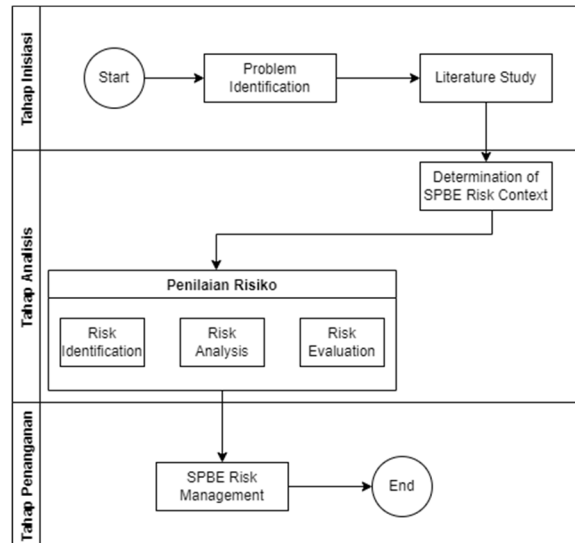 Tahap Inisiasi
Start
Problem
Identification
Literature Study
Tahap Analisis
Determination of
SPBE Risk Context
Penilaian Risiko
Risk
Identification
Risk
Analysis
Risk
Evaluation
Tahap Penanganan
SPBE Risk
Management
End